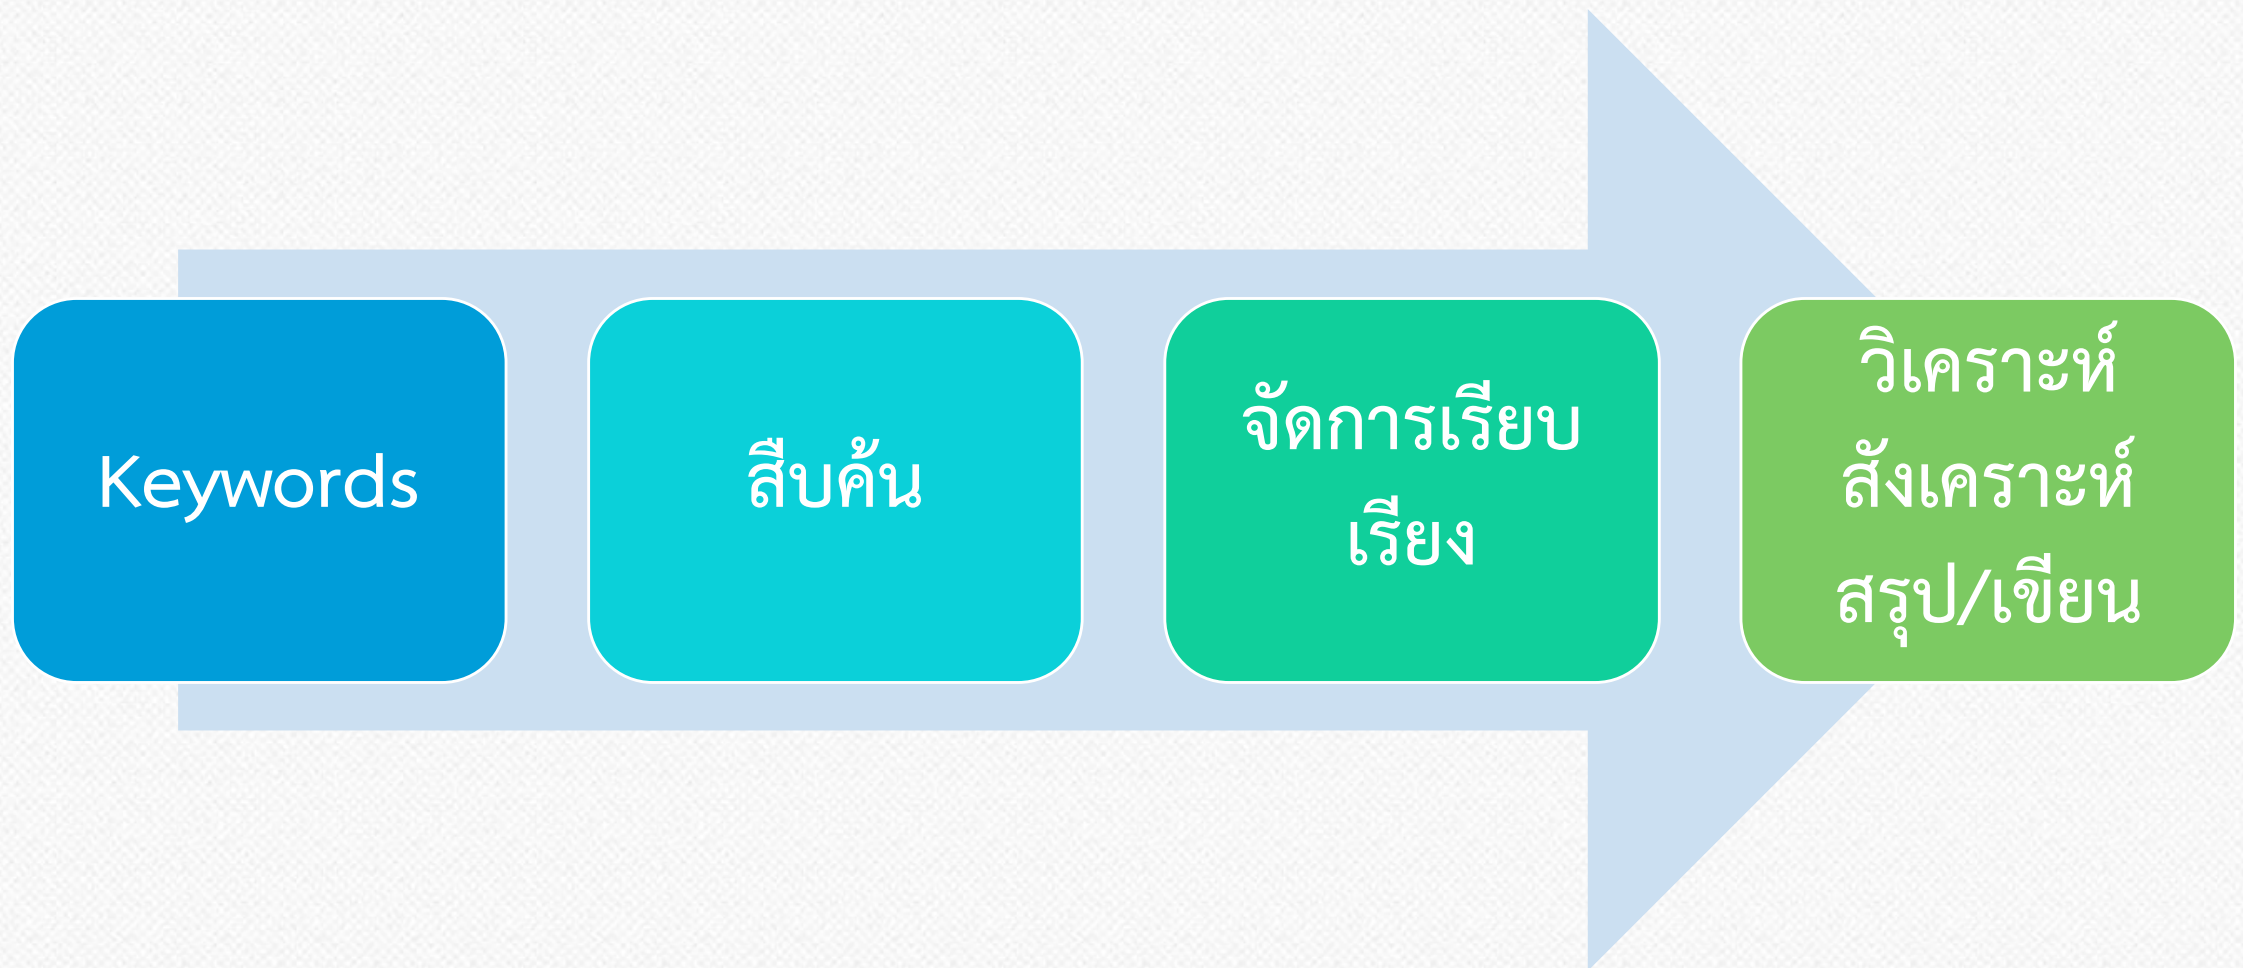 Keywords
สืบค้น
จัดการเรียบ
เรียง
วิเคราะห์
สังเคราะห์
สรุป/เขียน